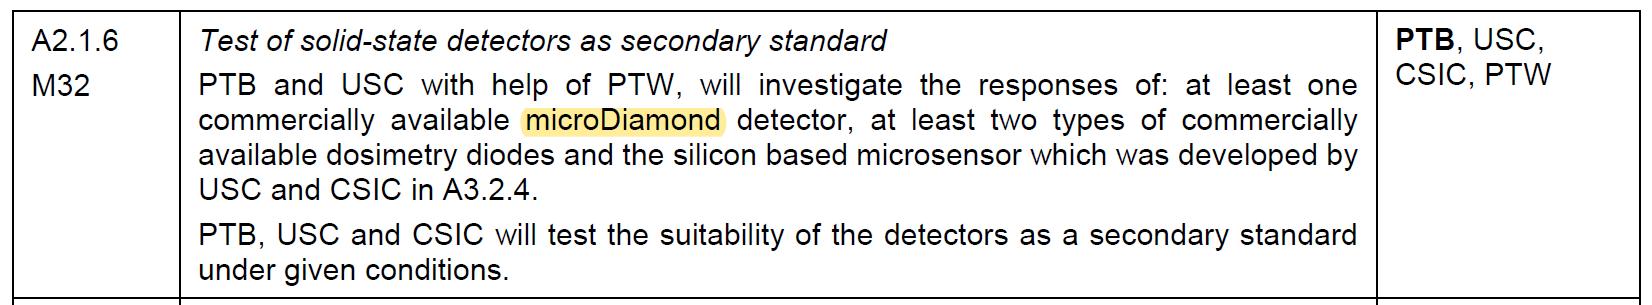 A2.1.6
M32
Test of solid-state detectors as secondary standard
PTB and USC with help of PTW, will investigate the responses of: at least one
commercially available microDiamond detector, at least two types of commercially
available dosimetry diodes and the silicon based microsensor which was developed by
USC and CSIC in A3.2.4.
PTB, USC and CSIC will test the suitability of the detectors as a secondary standard
under given conditions.
PTB, USC,
CSIC, PTW